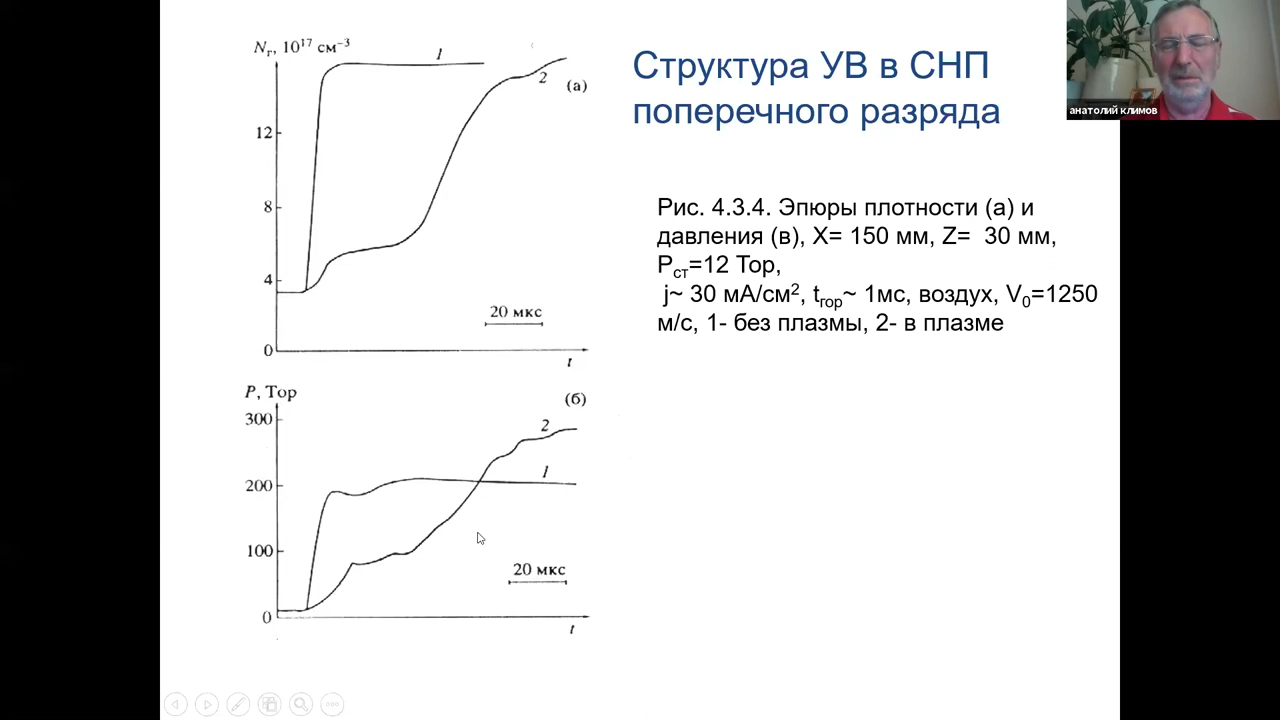 Структура УВ в СНП
поперечного разряда
анатолий климов
Рис. 4.3.4. Эпюры плотности (а) и
давления (в), X= 150 мм, Z= 30 мм,
Pст=12 Тор,
j~ 30 мА/см², tгор~ 1мс, воздух, V₀=1250
м/с, 1- без плазмы, 2- в плазме
Nг, 10¹⁷ см⁻³
1
2
(а)
12
8
4
20 мкс
0
t
P, Тор
(б)
300
2
1
200
100
20 мкс
0
t